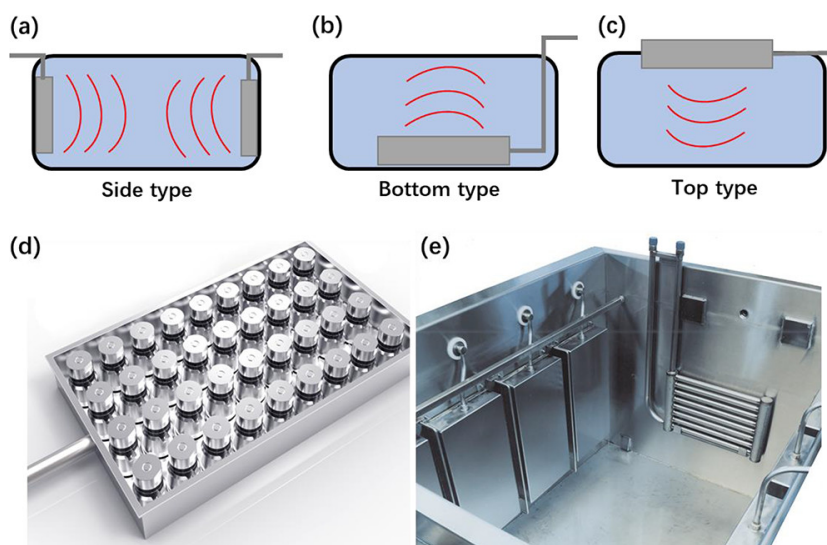 (a)
(b)
(c)
Side type
Bottom type
Top type
(d)
(e)